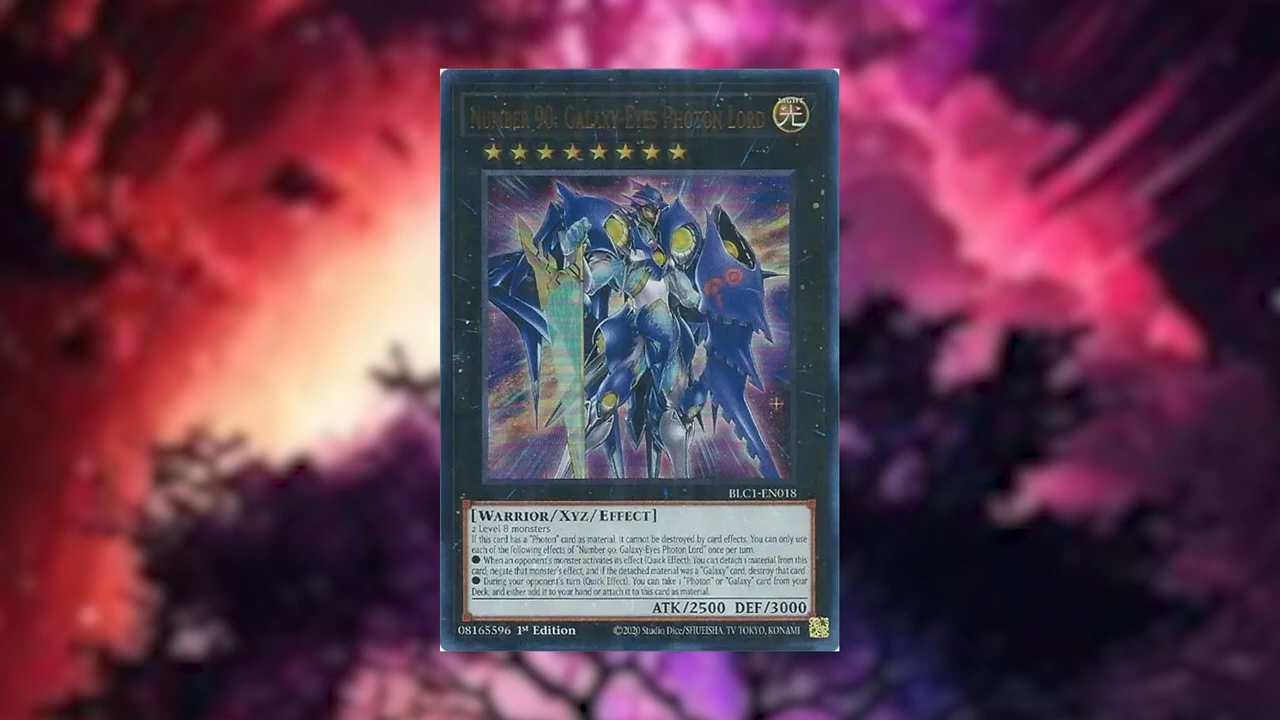 NUMBER 90: GALAXY-EYES PHOTON LORD
LIGHT
光
BLC1-EN018
[WARRIOR/XYZ/EFFECT]
2 Level 8 monsters
If this card has a "Photon" card as material, it cannot be destroyed by card effects. You can only use
each of the following effects of "Number 90: Galaxy-Eyes Photon Lord" once per turn.
● When an opponent's monster activates its effect (Quick Effect): You can detach 1 material from this
card; negate that monster's effect, and if the detached material was a "Galaxy" card, destroy that card.
● During your opponent's turn (Quick Effect): You can take 1 "Photon" or "Galaxy" card from your
Deck, and either add it to your hand or attach it to this card as material.
ATK/2500 DEF/3000
08165596 1st Edition
©2020 Studio Dice/SHUEISHA, TV TOKYO, KONAMI